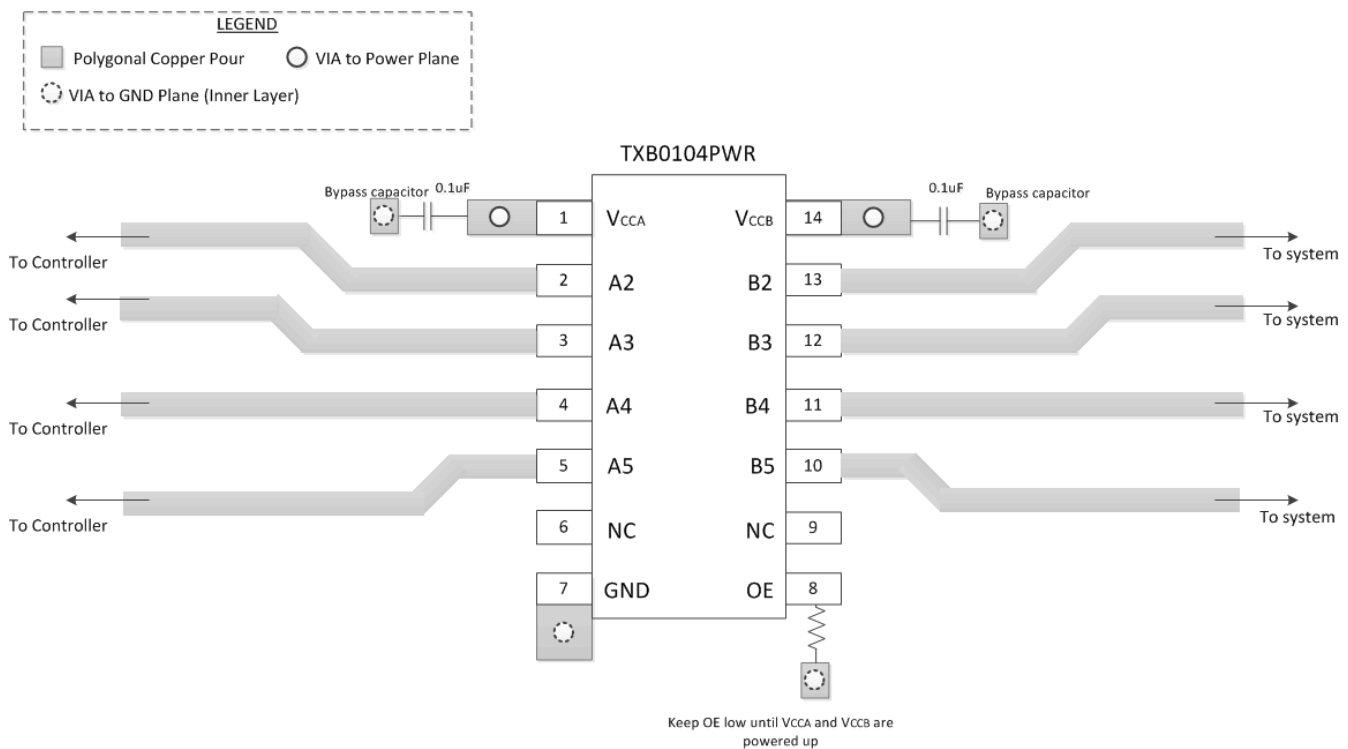 LEGEND
Polygonal Copper Pour
VIA to Power Plane
VIA to GND Plane (Inner Layer)
TXB0104PWR
Bypass capacitor
0.1uF
0.1uF
Bypass capacitor
1
VCCA
VCCB
14
To Controller
To system
2
A2
B2
13
To Controller
To system
3
A3
B3
12
4
A4
B4
11
To Controller
To system
5
A5
B5
10
To Controller
To system
6
NC
NC
9
7
GND
OE
8
Keep OE low until VCCA and VCCB are
powered up